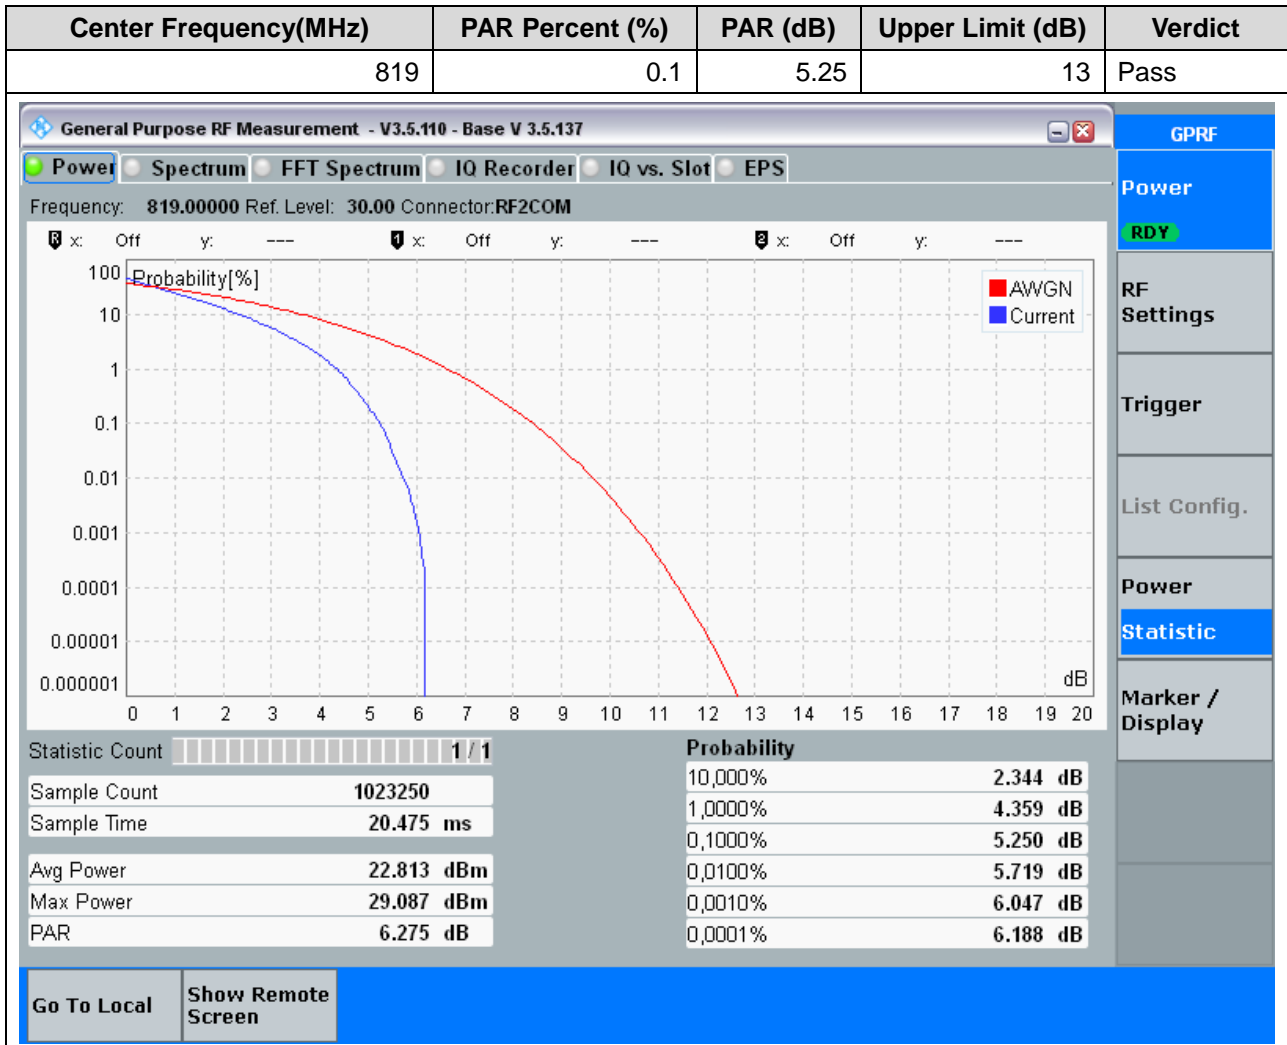 Center Frequency(MHz) PAR Percent (%) PAR (dB) Upper Limit (dB) Verdict
819 0.1 5.25 13 Pass
General Purpose RF Measurement - V3.5.110 - Base V 3.5.137
GPRF
Power Spectrum FFT Spectrum IQ Recorder IQ vs. Slot EPS
Frequency: 819.00000 Ref. Level: 30.00 Connector:RF2COM
R x: Off y: --- 1 x: Off y: --- 2 x: Off y: ---
Probability[%]
AWGN
Current
100
10
1
0.1
0.01
0.001
0.0001
0.00001
0.000001
dB
0 1 2 3 4 5 6 7 8 9 10 11 12 13 14 15 16 17 18 19 20
Statistic Count 1 / 1
Sample Count 1023250
Sample Time 20.475 ms
Avg Power 22.813 dBm
Max Power 29.087 dBm
PAR 6.275 dB
Probability
10,000% 2.344 dB
1,0000% 4.359 dB
0,1000% 5.250 dB
0,0100% 5.719 dB
0,0010% 6.047 dB
0,0001% 6.188 dB
Power
RDY
RF
Settings
Trigger
List Config.
Power
Statistic
Marker /
Display
Go To Local
Show Remote
Screen